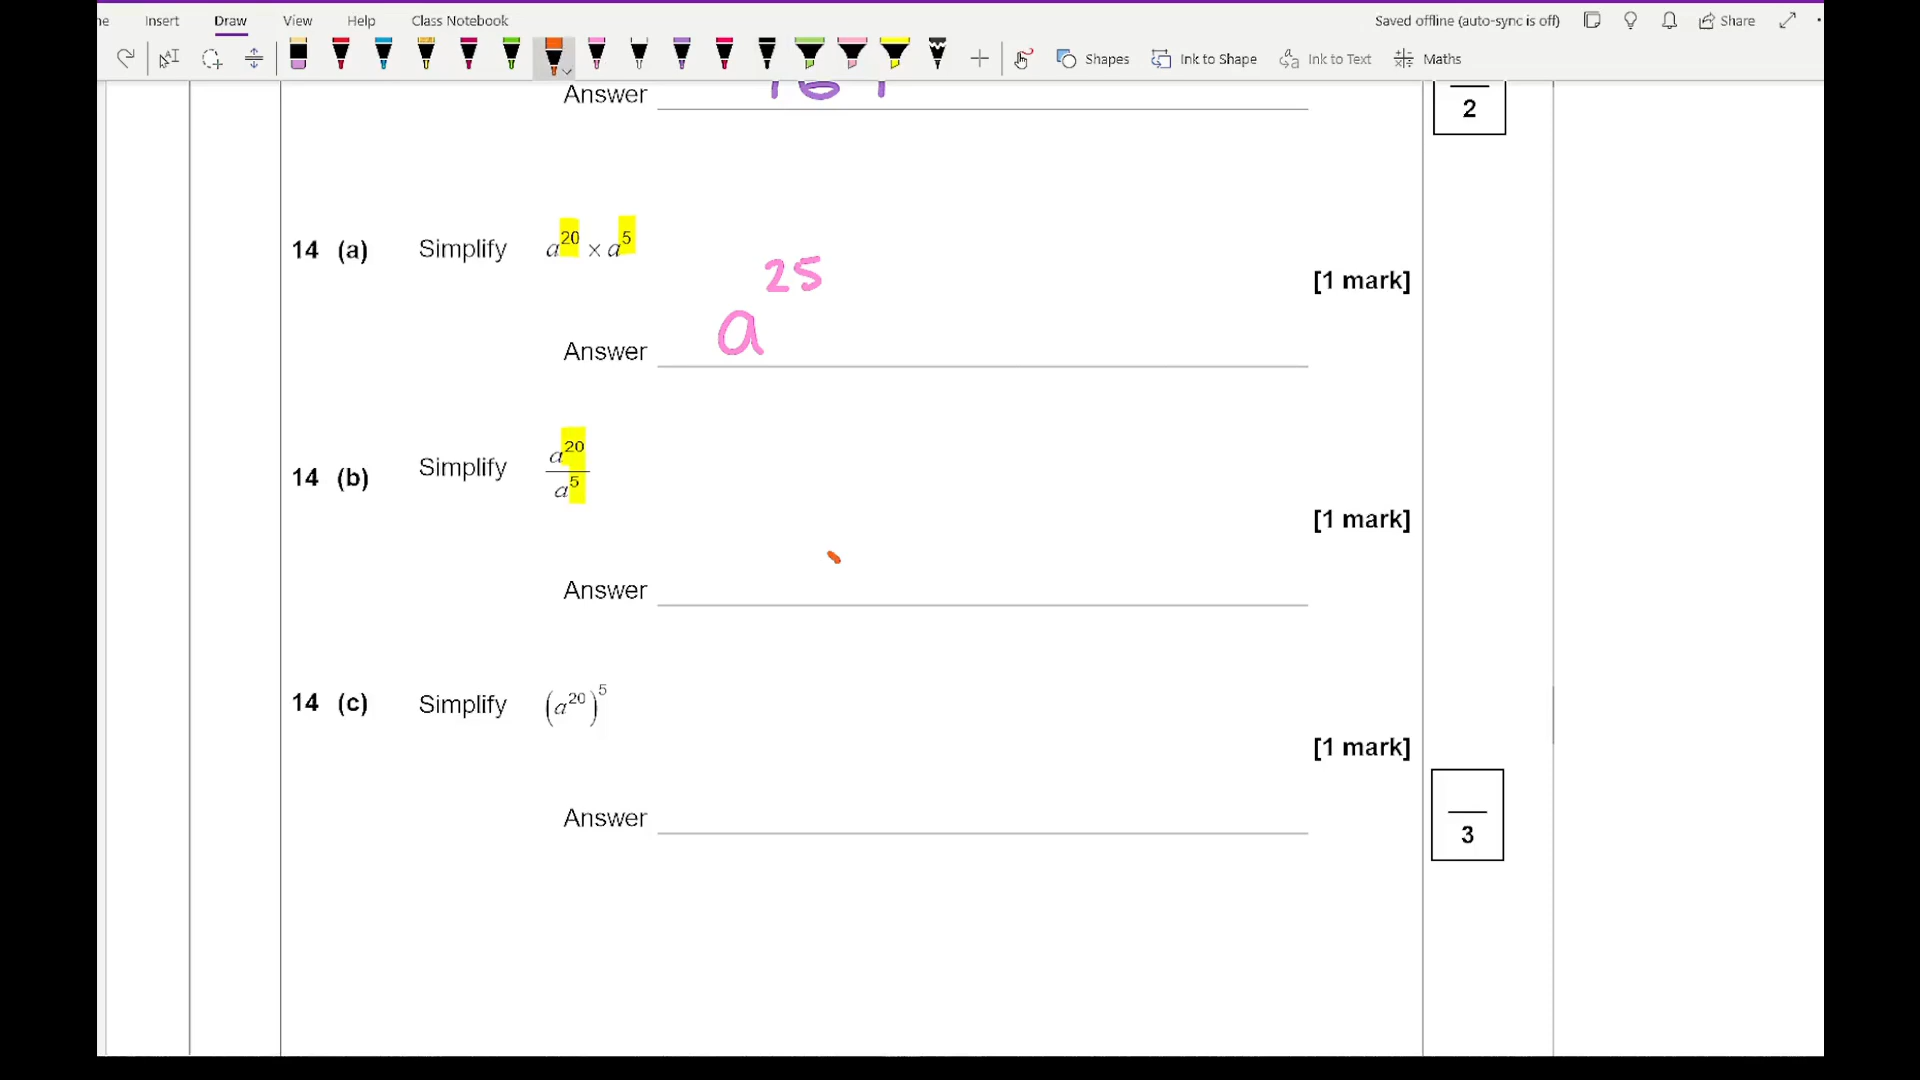 Insert Draw View Help Class Notebook Saved offline (auto-sync is off) Share
Shapes Ink to Shape Ink to Text Maths
Answer
2
14 (a) Simplify a²⁰ × a⁵
[1 mark]
Answer a²⁵
14 (b) Simplify a²⁰/a⁵
[1 mark]
Answer
14 (c) Simplify (a²⁰)⁵
[1 mark]
Answer
3